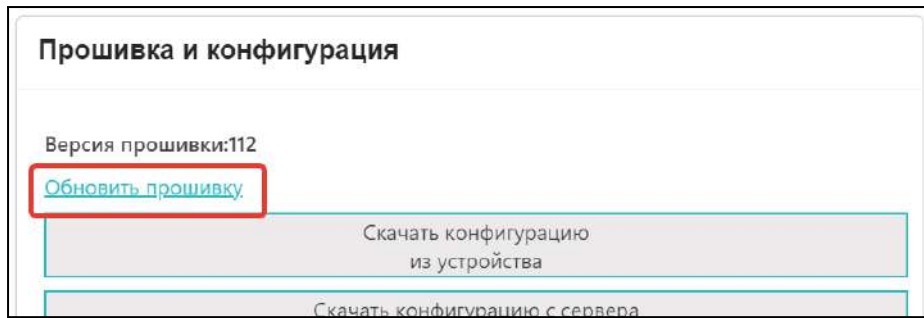 Прошивка и конфигурация
Версия прошивки:112
Обновить прошивку
Скачать конфигурацию
из устройства
Скачать конфигурацию с сервера